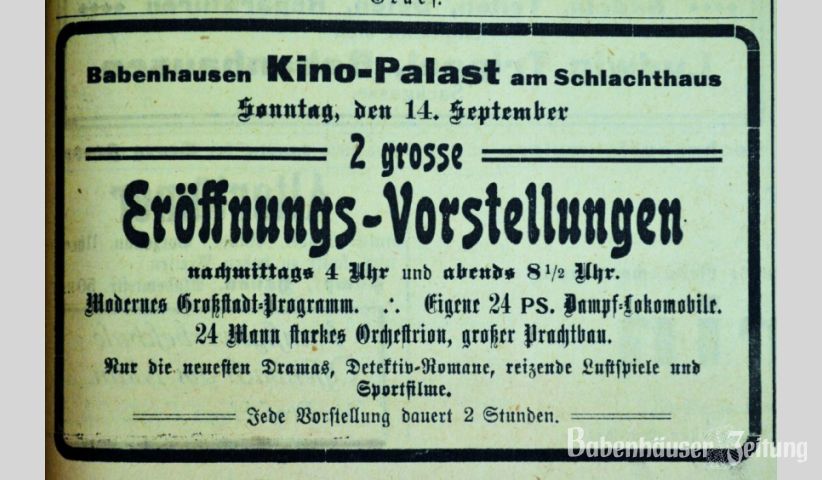 Babenhausen Kino-Palast am Schlachthaus
Sonntag, den 14. September
2 grosse
Eröffnungs-Vorstellungen
nachmittags 4 Uhr und abends 8 1/2 Uhr.
Modernes Großstadt-Programm. ∴ Eigene 24 PS. Dampf-Lokomobile.
24 Mann starkes Orchestrion, großer Prachtbau.
Nur die neuesten Dramas, Detektiv-Romane, reizende Lustspiele und
Sportfilme.
Jede Vorstellung dauert 2 Stunden.
Babenhäuser Zeitung